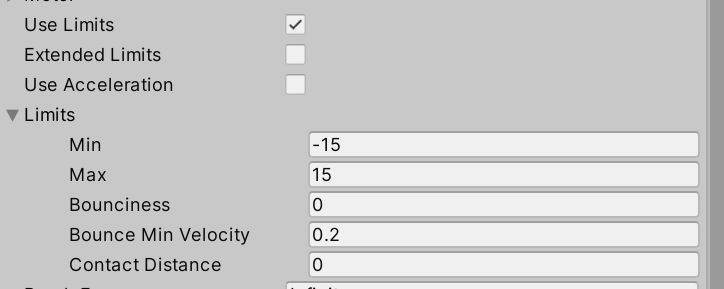 Use Limits
Extended Limits
Use Acceleration
Limits
Min -15
Max 15
Bounciness 0
Bounce Min Velocity 0.2
Contact Distance 0